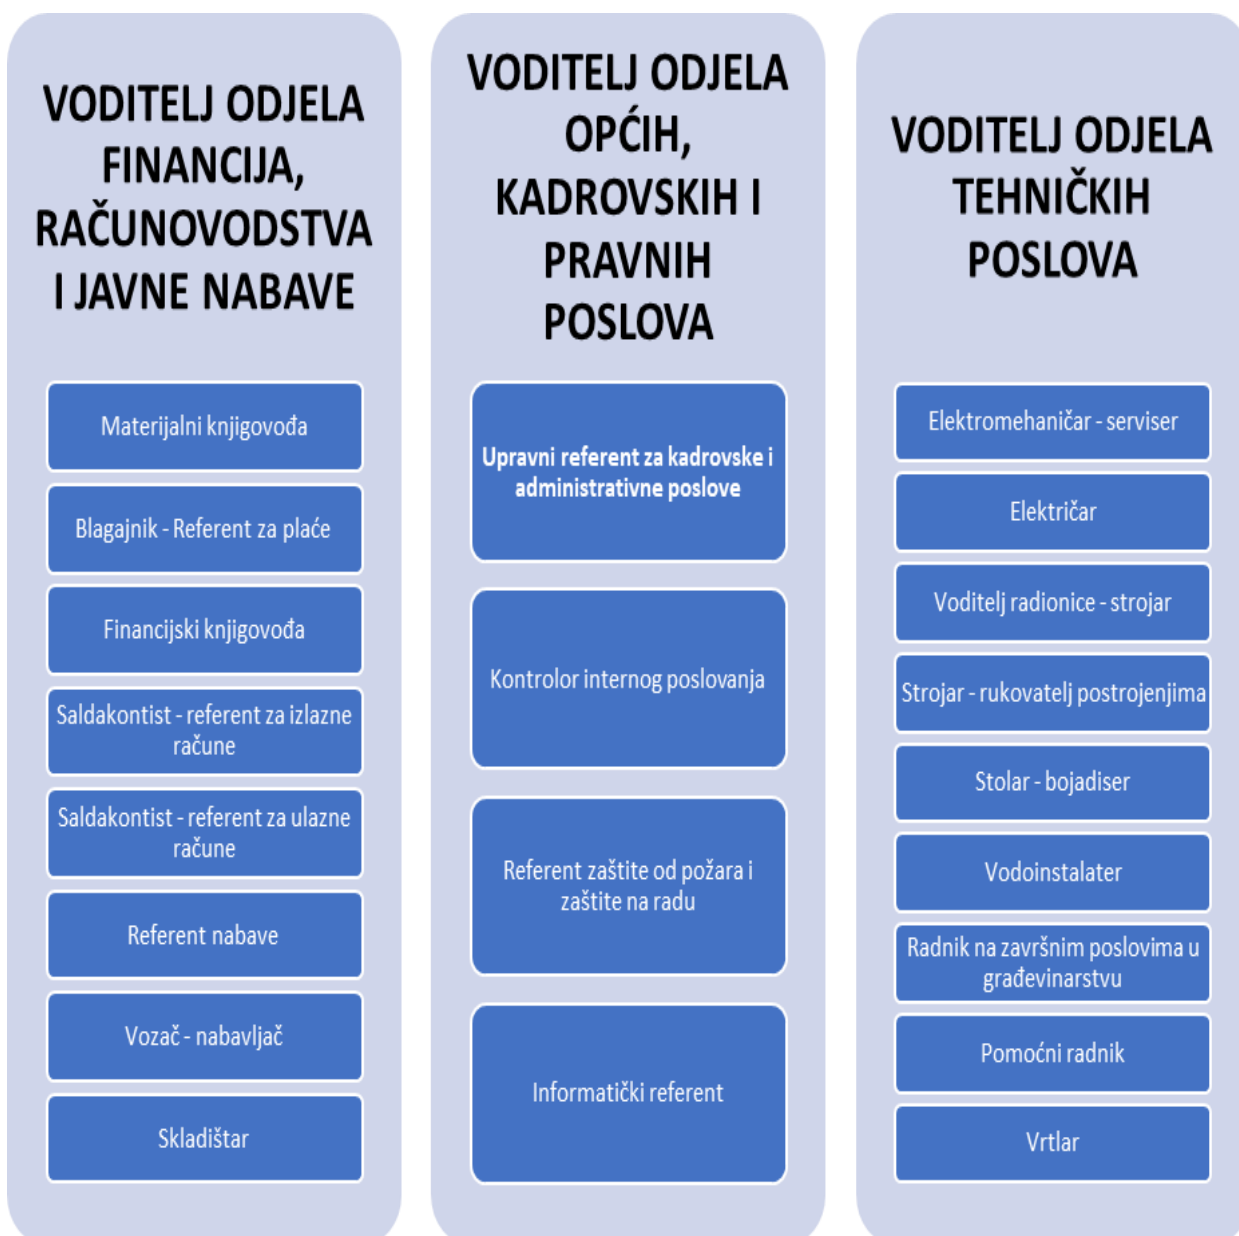 VODITELJ ODJELA
FINANCIJA,
RAČUNOVODSTVA
I JAVNE NABAVE
Materijalni knjigovođa
Blagajnik - Referent za plaće
Financijski knjigovođa
Saldakontist - referent za izlazne
račune
Saldakontist - referent za ulazne
račune
Referent nabave
Vozač - nabavljač
Skladištar
VODITELJ ODJELA
OPĆIH,
KADROVSKIH I
PRAVNIH
POSLOVA
Upravni referent za kadrovske i
administrativne poslove
Kontrolor internog poslovanja
Referent zaštite od požara i
zaštite na radu
Informatički referent
VODITELJ ODJELA
TEHNIČKIH
POSLOVA
Elektromehaničar - serviser
Električar
Voditelj radionice - strojar
Strojar - rukovatelj postrojenjima
Stolar - bojadiser
Vodoinstalater
Radnik na završnim poslovima u
građevinarstvu
Pomoćni radnik
Vrtlar